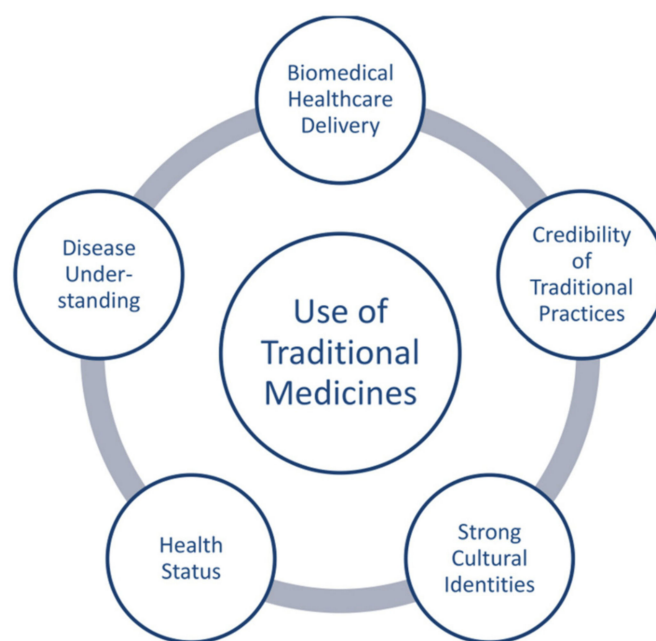 Biomedical
Healthcare
Delivery
Credibility
of
Traditional
Practices
Strong
Cultural
Identities
Health
Status
Disease
Under-
standing
Use of
Traditional
Medicines